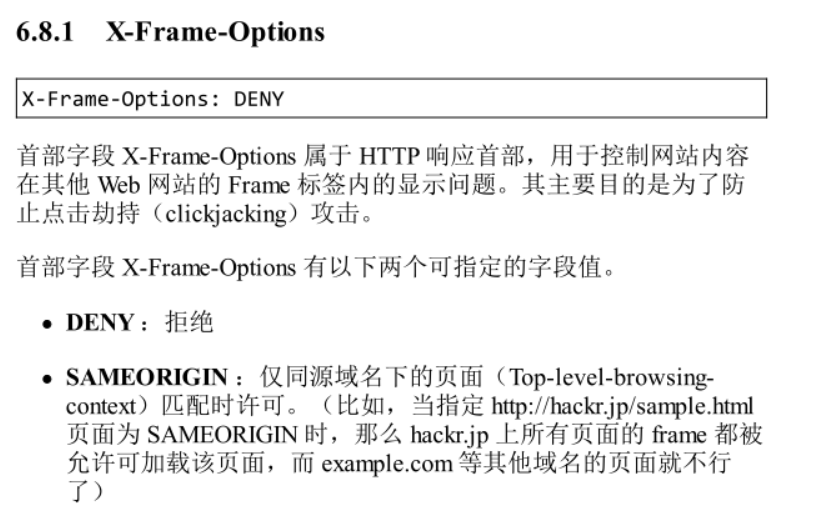 6.8.1 X-Frame-Options
X-Frame-Options: DENY
首部字段 X-Frame-Options 属于 HTTP 响应首部，用于控制网站内容
在其他 Web 网站的 Frame 标签内的显示问题。其主要目的是为了防
止点击劫持（clickjacking）攻击。
首部字段 X-Frame-Options 有以下两个可指定的字段值。
• DENY：拒绝
• SAMEORIGIN：仅同源域名下的页面（Top-level-browsing-
context）匹配时许可。（比如，当指定 http://hackr.jp/sample.html
页面为 SAMEORIGIN 时，那么 hackr.jp 上所有页面的 frame 都被
允许可加载该页面，而 example.com 等其他域名的页面就不行
了）